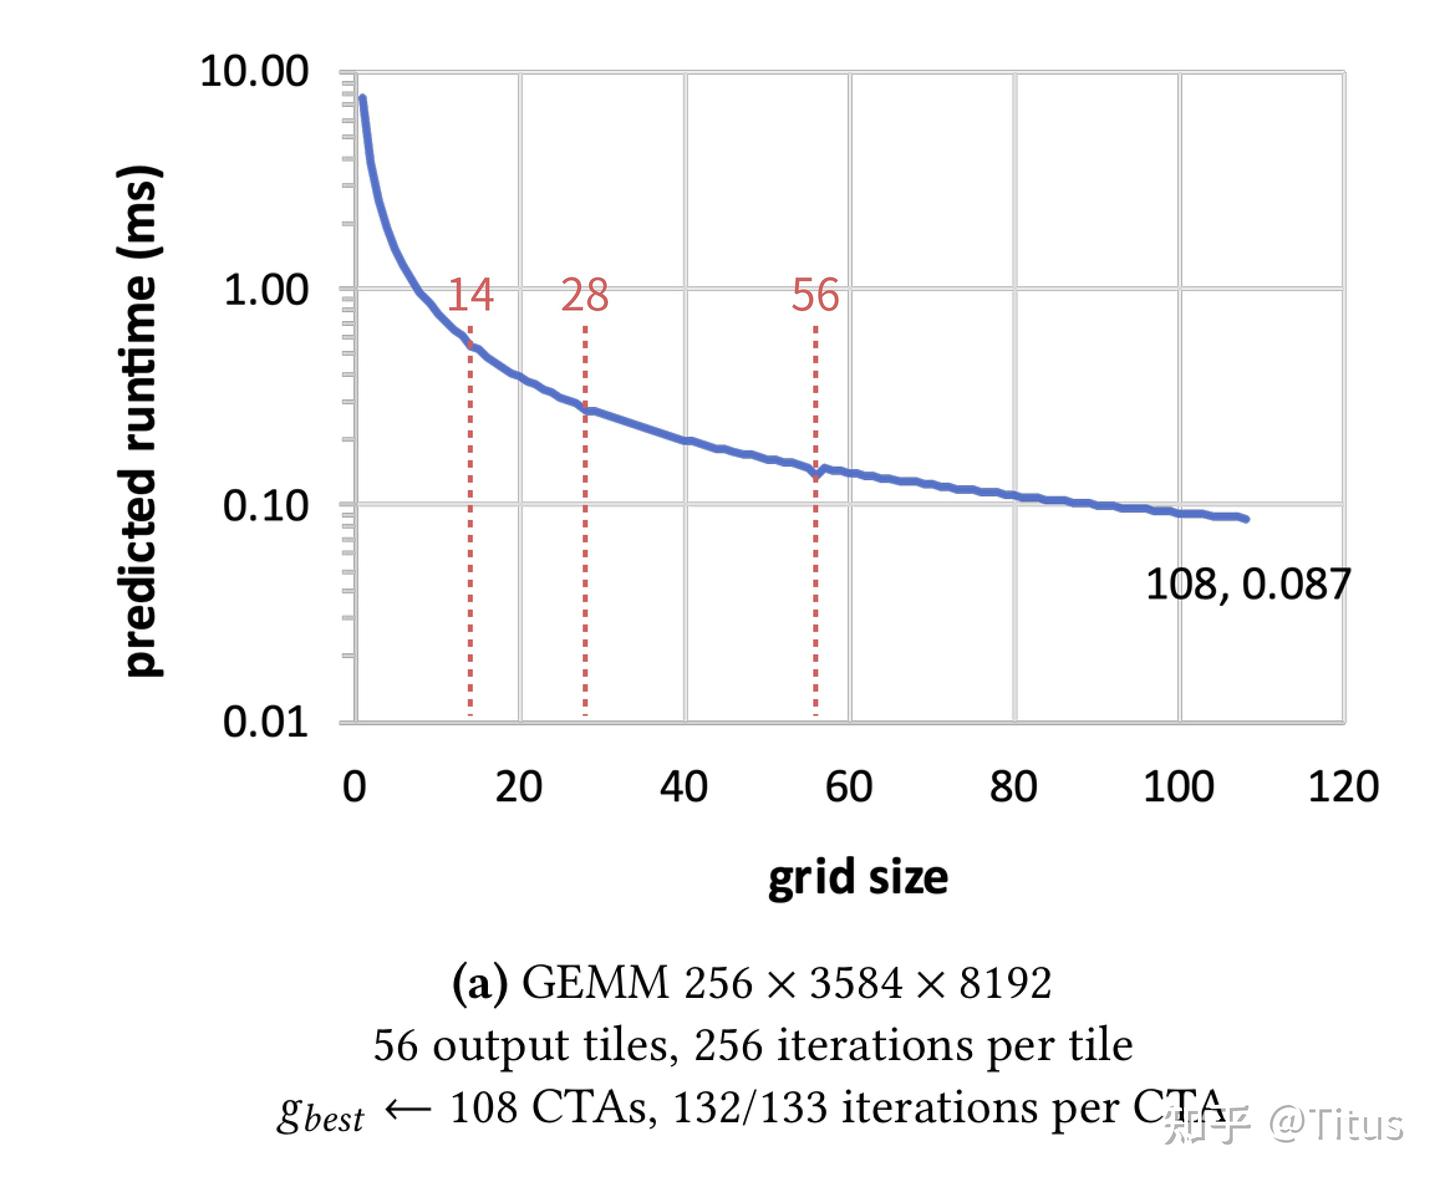 10.00
1.00
0.10
0.01
predicted runtime (ms)
14
28
56
108, 0.087
0
20
40
60
80
100
120
grid size
(a) GEMM 256 × 3584 × 8192
56 output tiles, 256 iterations per tile
g_best ← 108 CTAs, 132/133 iterations per CTA
知乎 @Titus